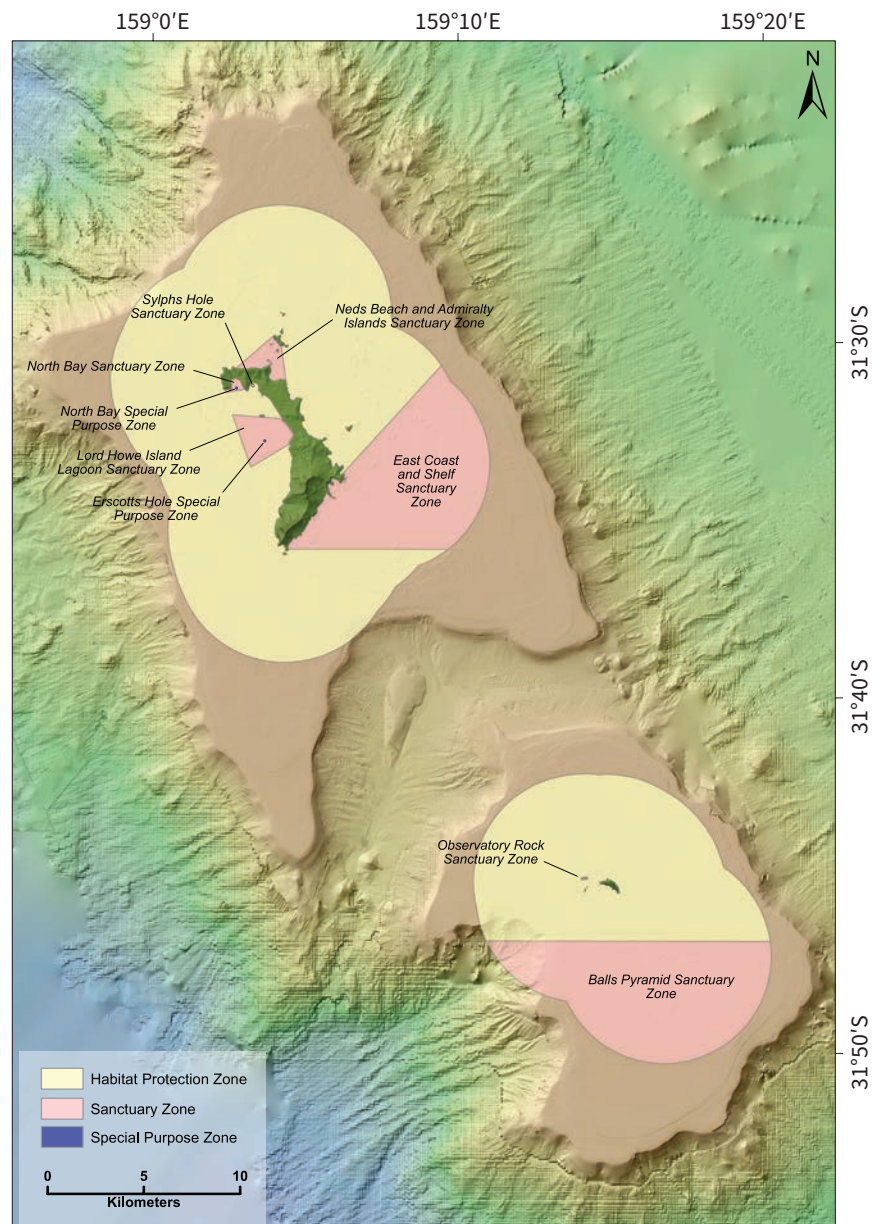 159°0'E
159°10'E
159°20'E
N
Sylphs Hole
Sanctuary Zone
Neds Beach and Admiralty
Islands Sanctuary Zone
31°30'S
North Bay Sanctuary Zone
North Bay Special
Purpose Zone
Lord Howe Island
Lagoon Sanctuary Zone
East Coast
and Shelf
Sanctuary
Zone
Erscotts Hole Special
Purpose Zone
31°40'S
Observatory Rock
Sanctuary Zone
Balls Pyramid Sanctuary
Zone
31°50'S
Habitat Protection Zone
Sanctuary Zone
Special Purpose Zone
0 5 10
Kilometers